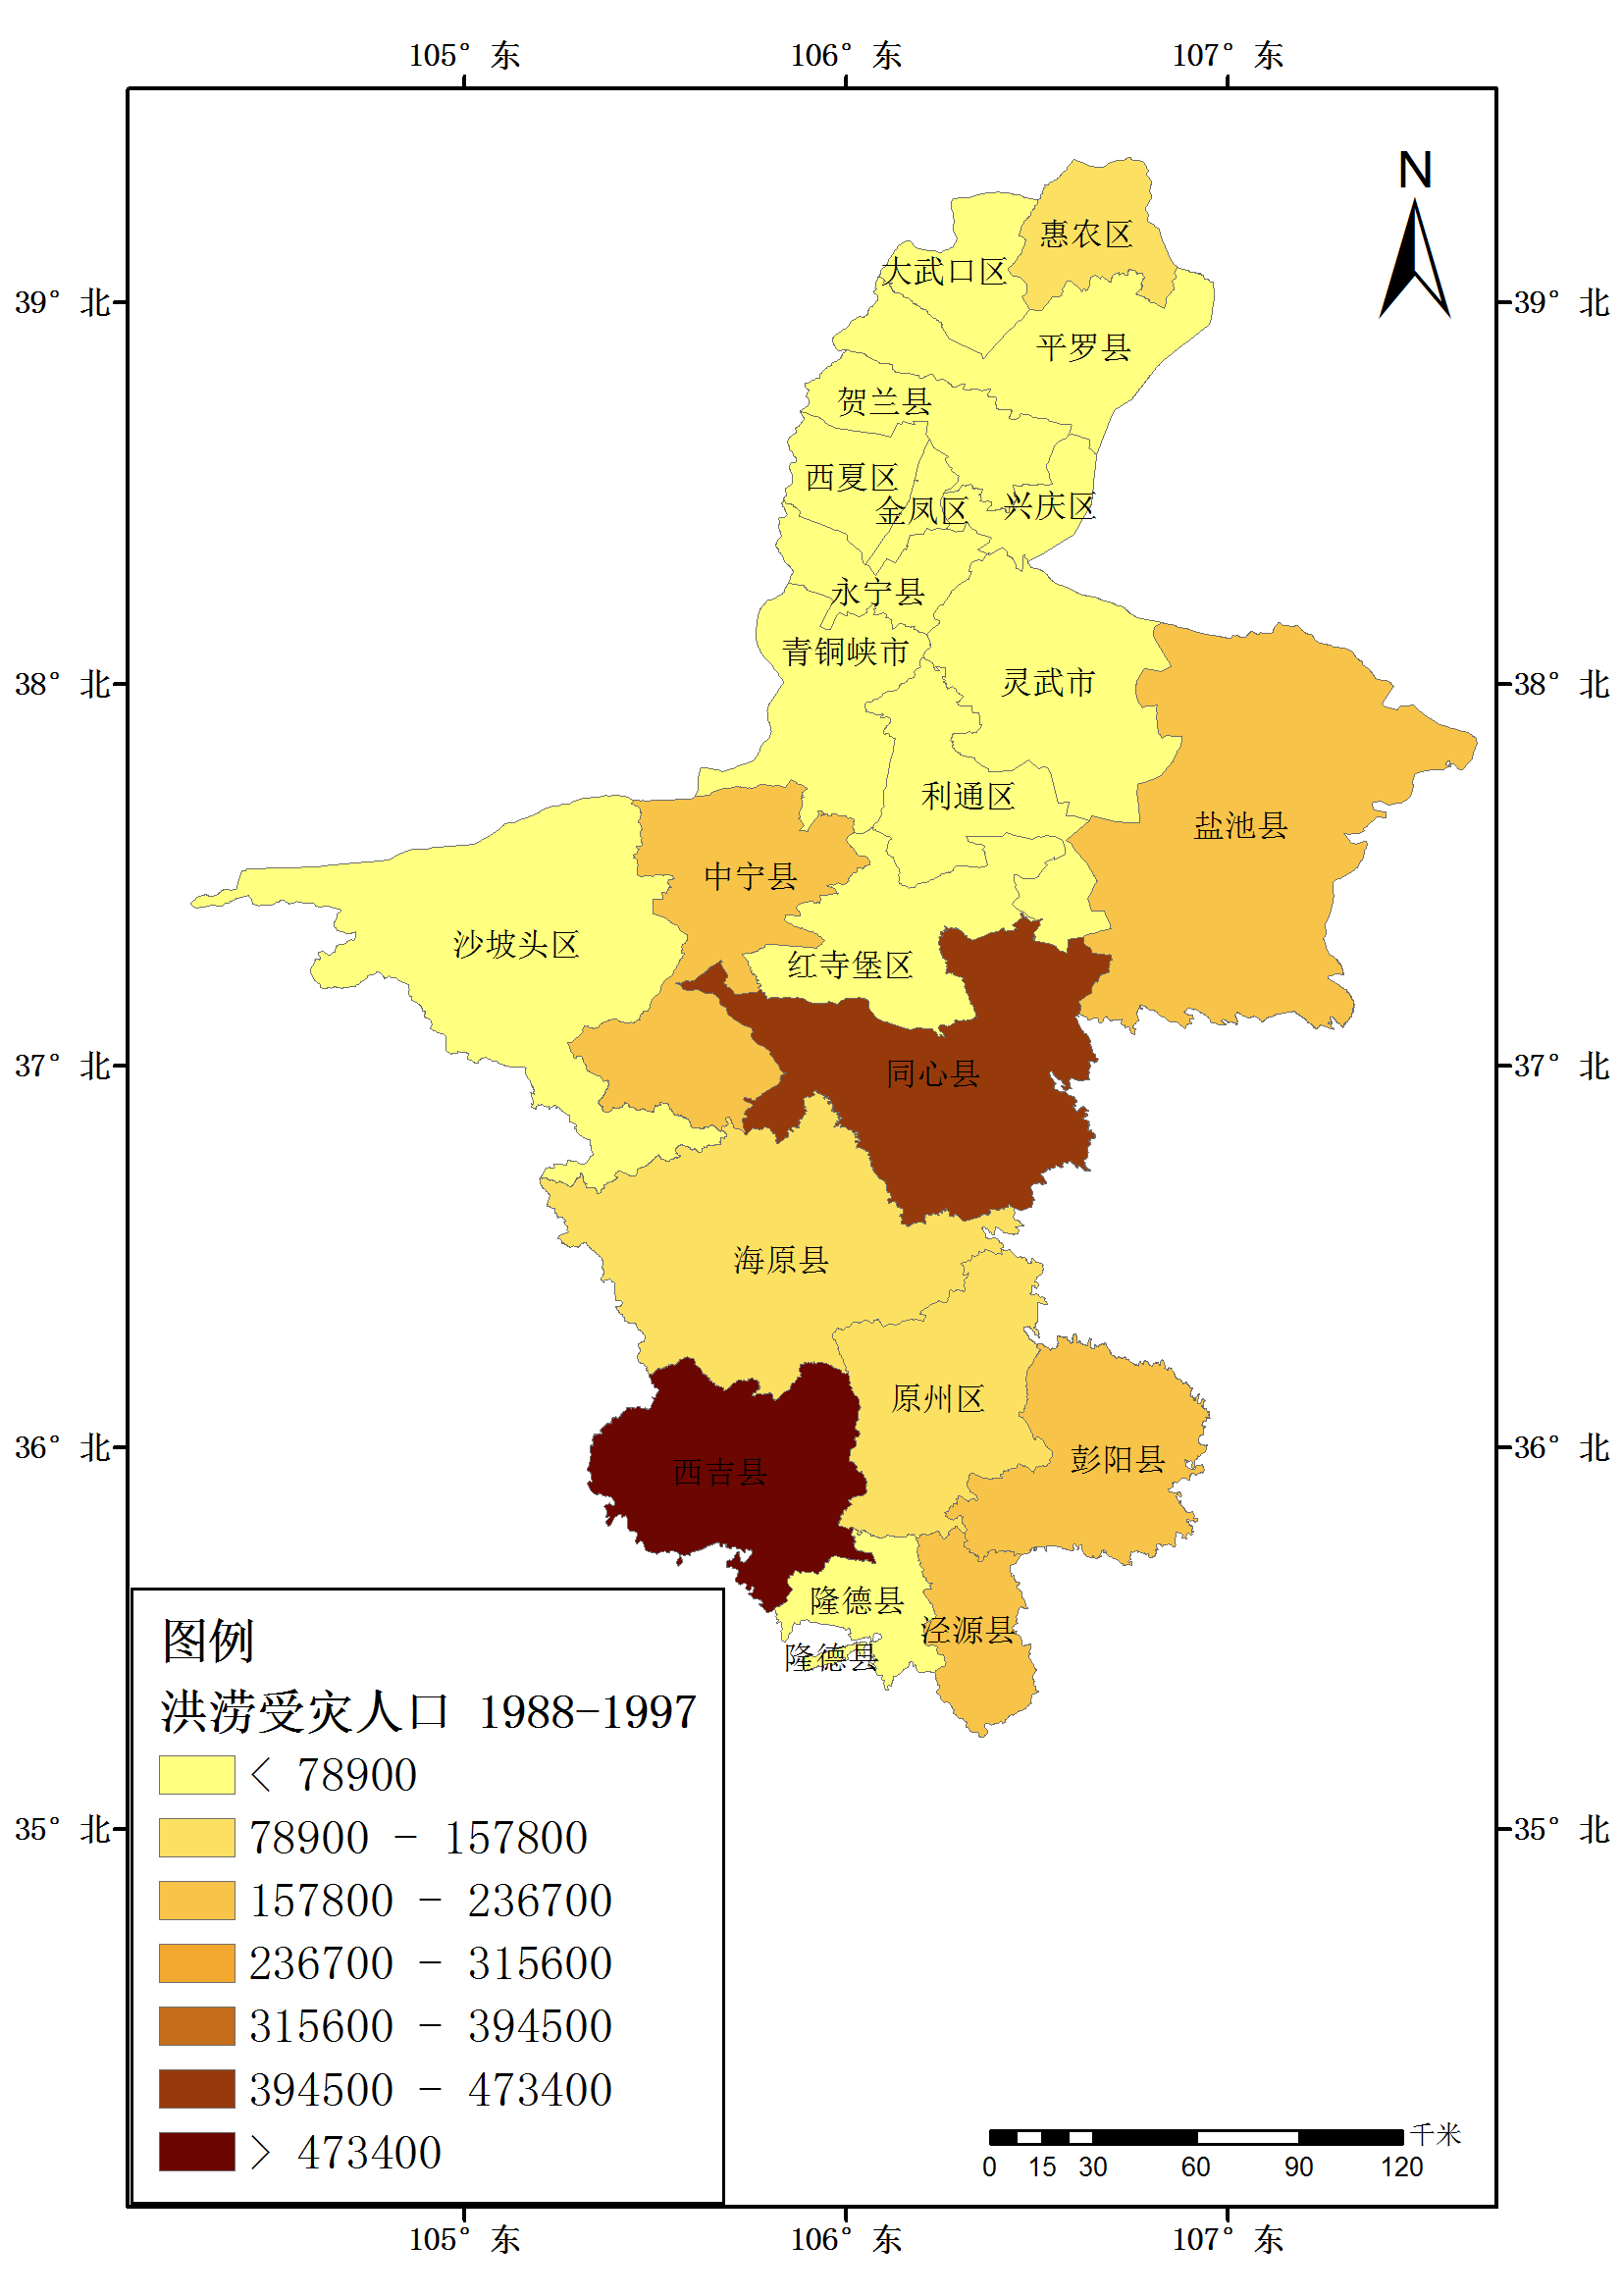 105° 东
106° 东
107° 东
N
惠农区
大武口区
39° 北
39° 北
平罗县
贺兰县
西夏区
金凤区
兴庆区
永宁县
青铜峡市
38° 北
灵武市
38° 北
利通区
盐池县
中宁县
沙坡头区
红寺堡区
37° 北
同心县
37° 北
海原县
原州区
36° 北
彭阳县
36° 北
西吉县
隆德县
泾源县
隆德县
图例
洪涝受灾人口 1988-1997
< 78900
35° 北
78900 - 157800
35° 北
157800 - 236700
236700 - 315600
315600 - 394500
394500 - 473400
> 473400
千米
0 15 30 60 90 120
105° 东
106° 东
107° 东